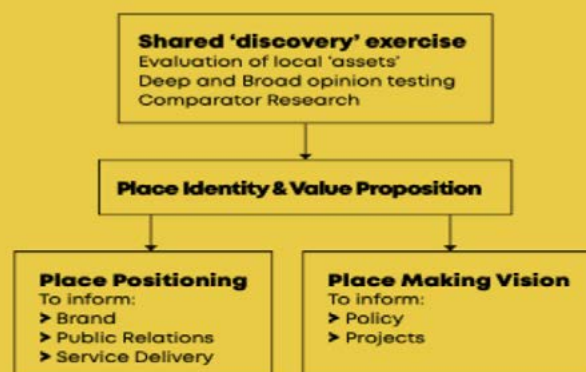 Shared ‘discovery’ exercise
Evaluation of local ‘assets’
Deep and Broad opinion testing
Comparator Research
Place Identity & Value Proposition
Place Positioning
To inform:
> Brand
> Public Relations
> Service Delivery
Place Making Vision
To inform:
> Policy
> Projects